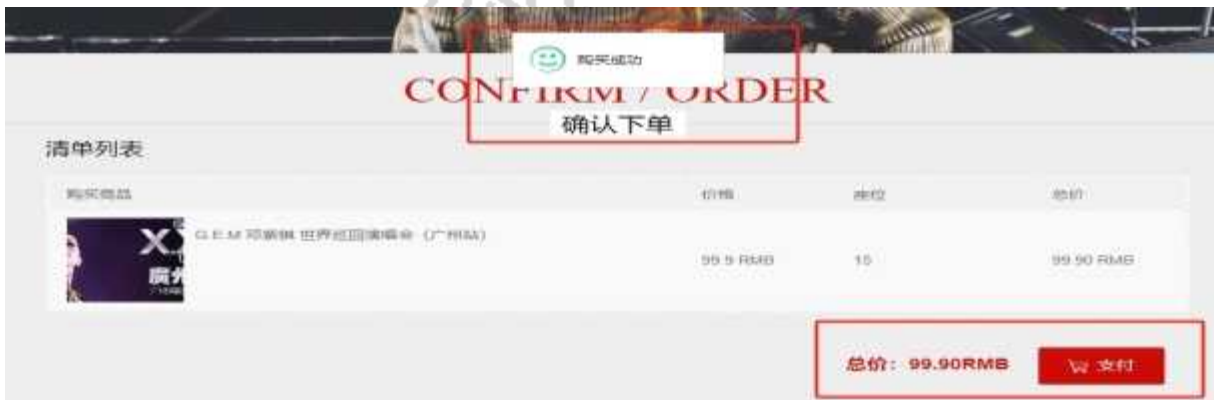 购买成功
CONFIRM / ORDER
确认下单
清单列表
购买商品 价格 座位 总价
G.E.M.邓紫棋 世界巡回演唱会（广州站）
99.9 RMB 15 99.90 RMB
廣州
总价：99.90RMB 支付